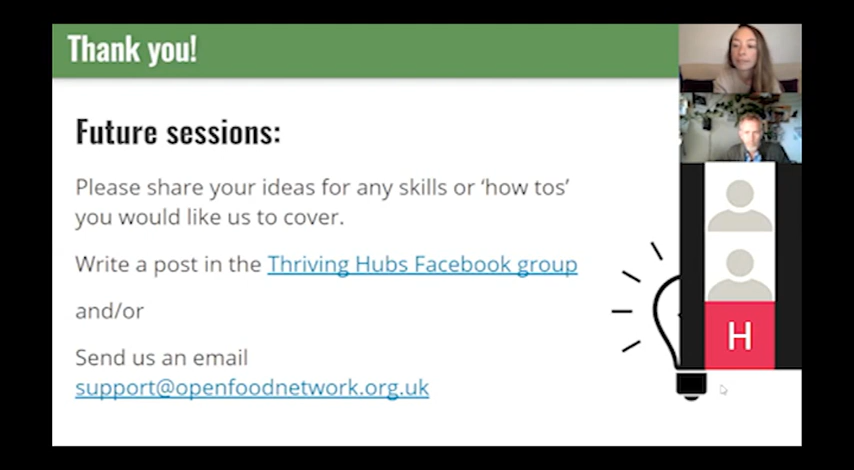 Thank you!
Future sessions:
Please share your ideas for any skills or ‘how tos’
you would like us to cover.
Write a post in the Thriving Hubs Facebook group
and/or
Send us an email
support@openfoodnetwork.org.uk
H